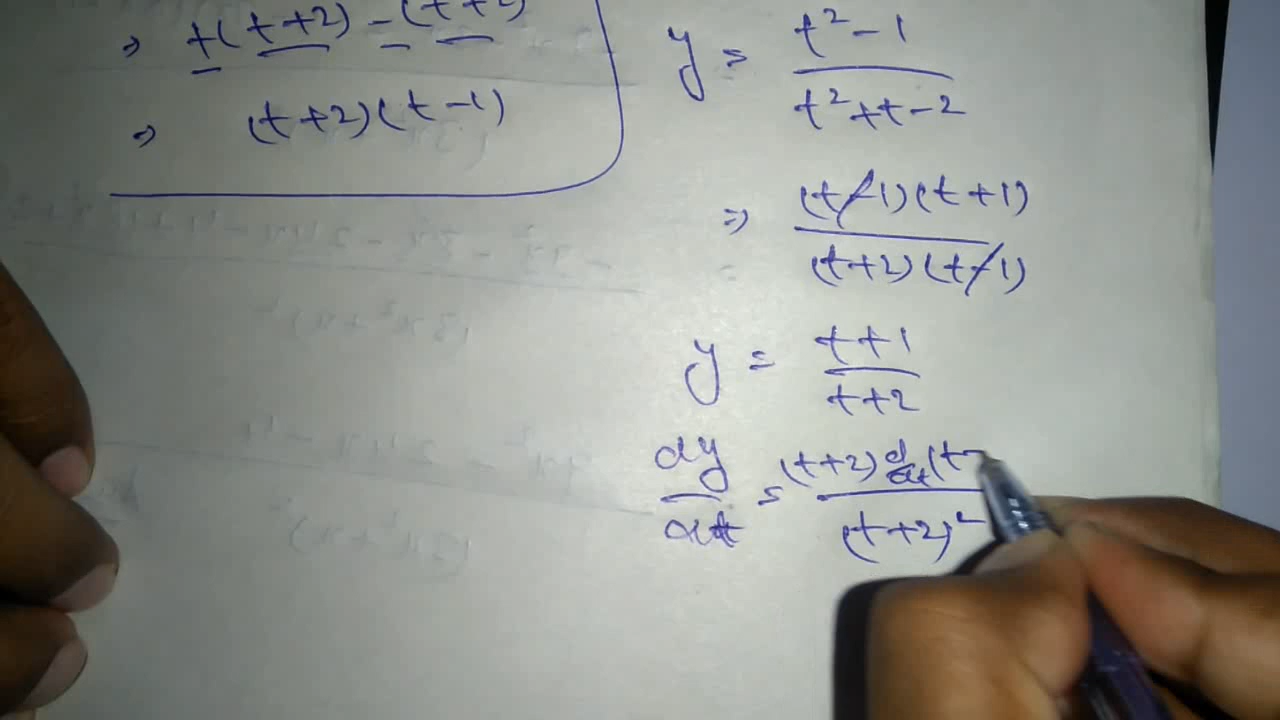 ⇒ t(t+2) - (t+2)
⇒ (t+2)(t-1)
y = t²-1
t²+t-2
⇒ (t-1)(t+1)
(t+2)(t-1)
y = t+1
t+2
dy = (t+2) d (t
dt dt
(t+2)²